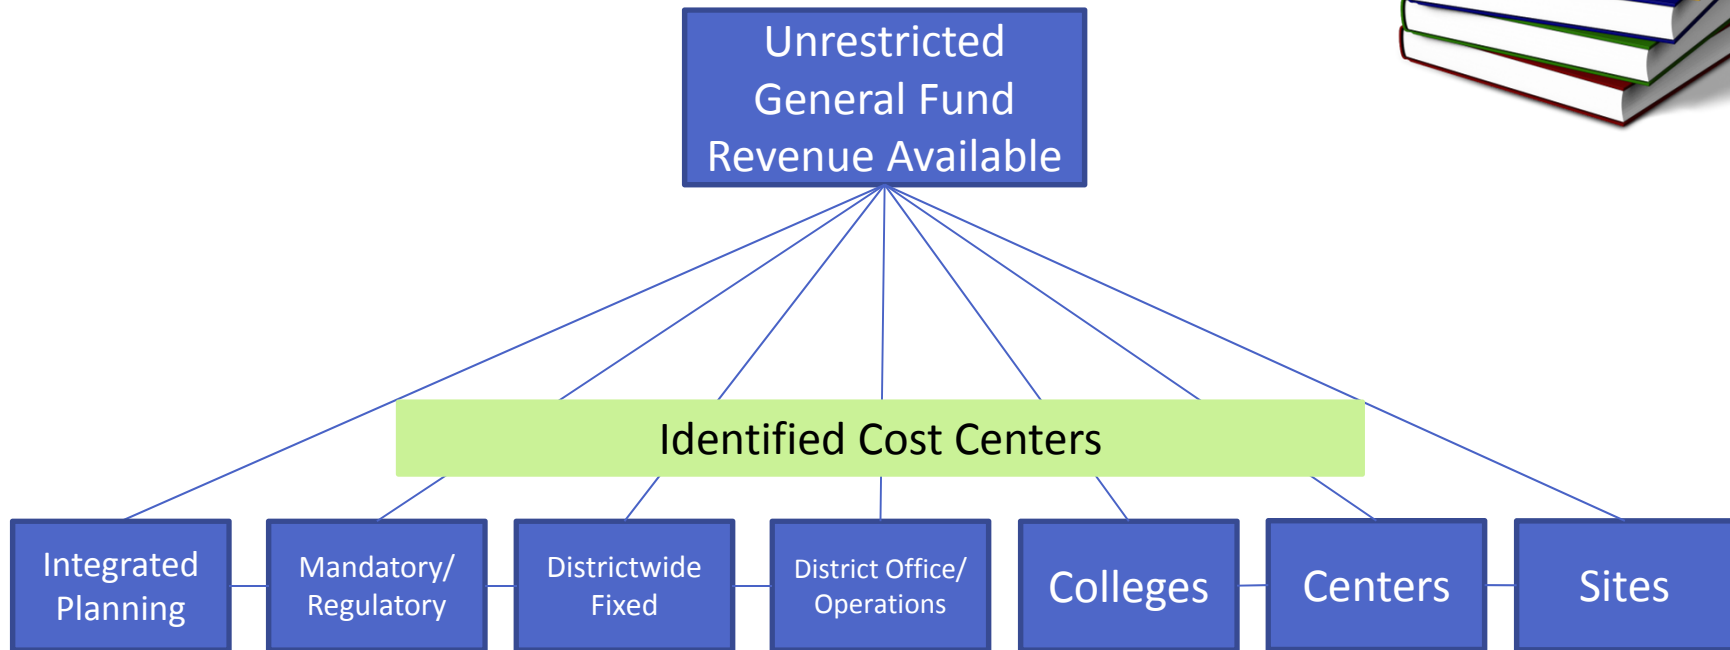 Unrestricted
General Fund
Revenue Available
Identified Cost Centers
Integrated
Planning
Mandatory/
Regulatory
Districtwide
Fixed
District Office/
Operations
Colleges
Centers
Sites